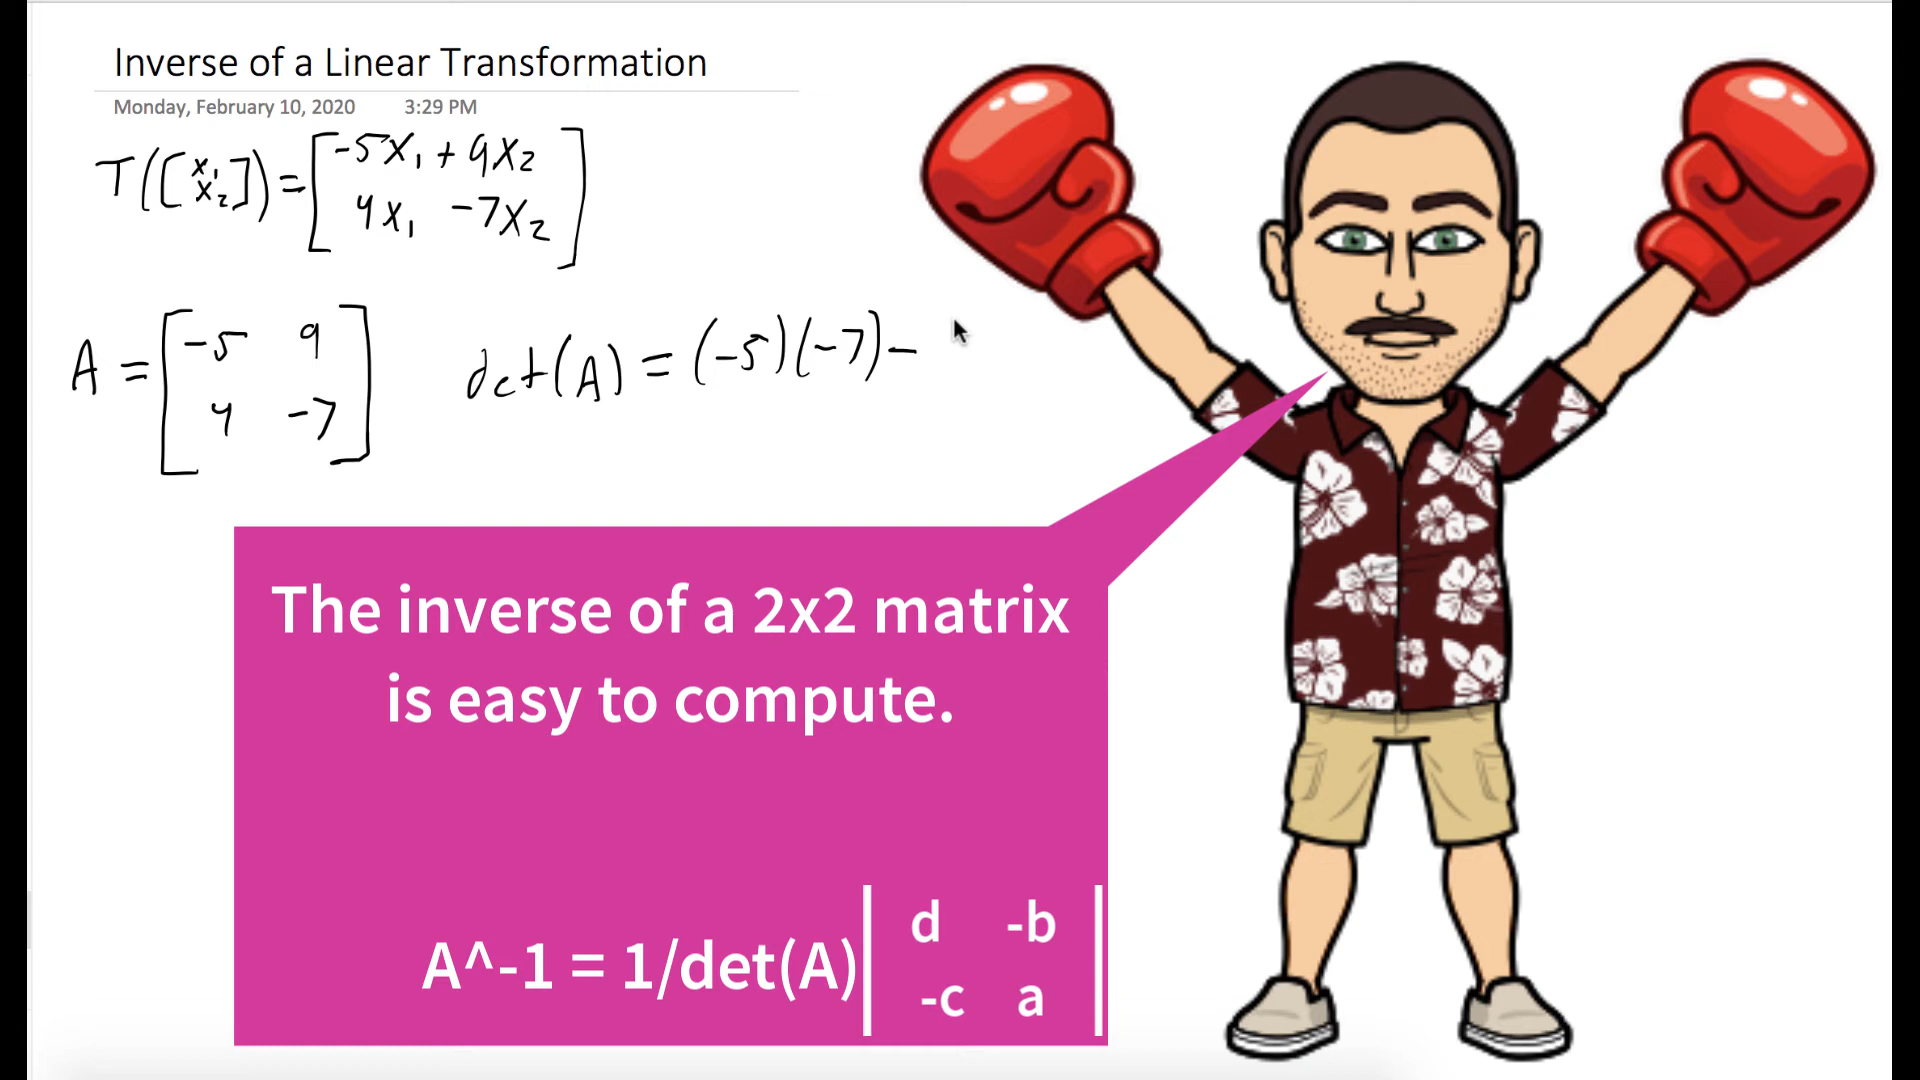 Inverse of a Linear Transformation
Monday, February 10, 2020 3:29 PM
T([x₁ x₂]) = [-5x₁ + 9x₂
4x₁ -7x₂]
A = [-5 9
4 -7]
det(A) = (-5)(-7) -
The inverse of a 2x2 matrix
is easy to compute.
A^-1 = 1/det(A)| d -b
-c a |